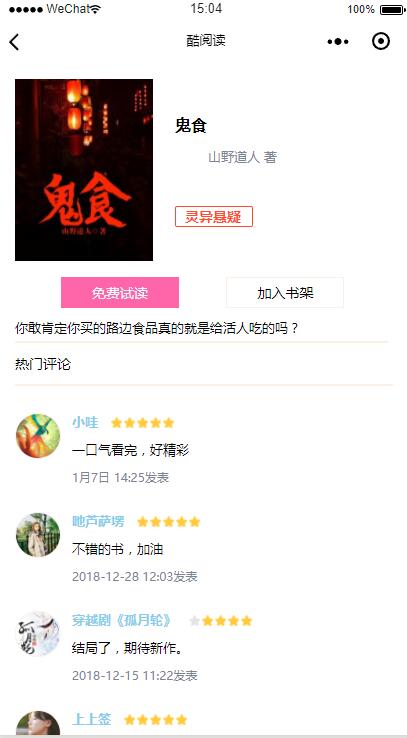 ●●●●● WeChat 15:04 100%
酷阅读
鬼食
山野道人 著
鬼食
山野道人◎著
灵异悬疑
免费试读 加入书架
你敢肯定你买的路边食品真的就是给活人吃的吗？
热门评论
小哇
一口气看完，好精彩
1月7日 14:25发表
吔芦萨塄
不错的书，加油
2018-12-28 12:03发表
穿越剧《孤月轮》
结局了，期待新作。
2018-12-15 11:22发表
上上签